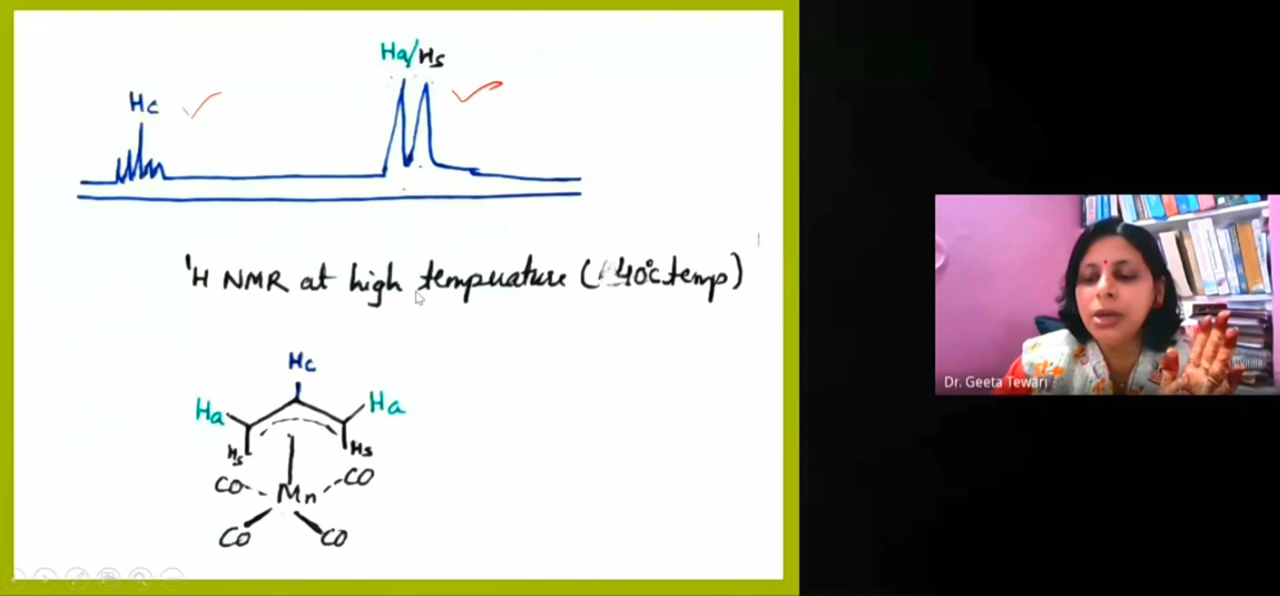 Ha/Hs
Hc
¹H NMR at high temperature ( 40°c temp)
Hc
Ha Ha
Hs Hs
CO CO
Mn
CO CO
Dr. Geeta Tewari